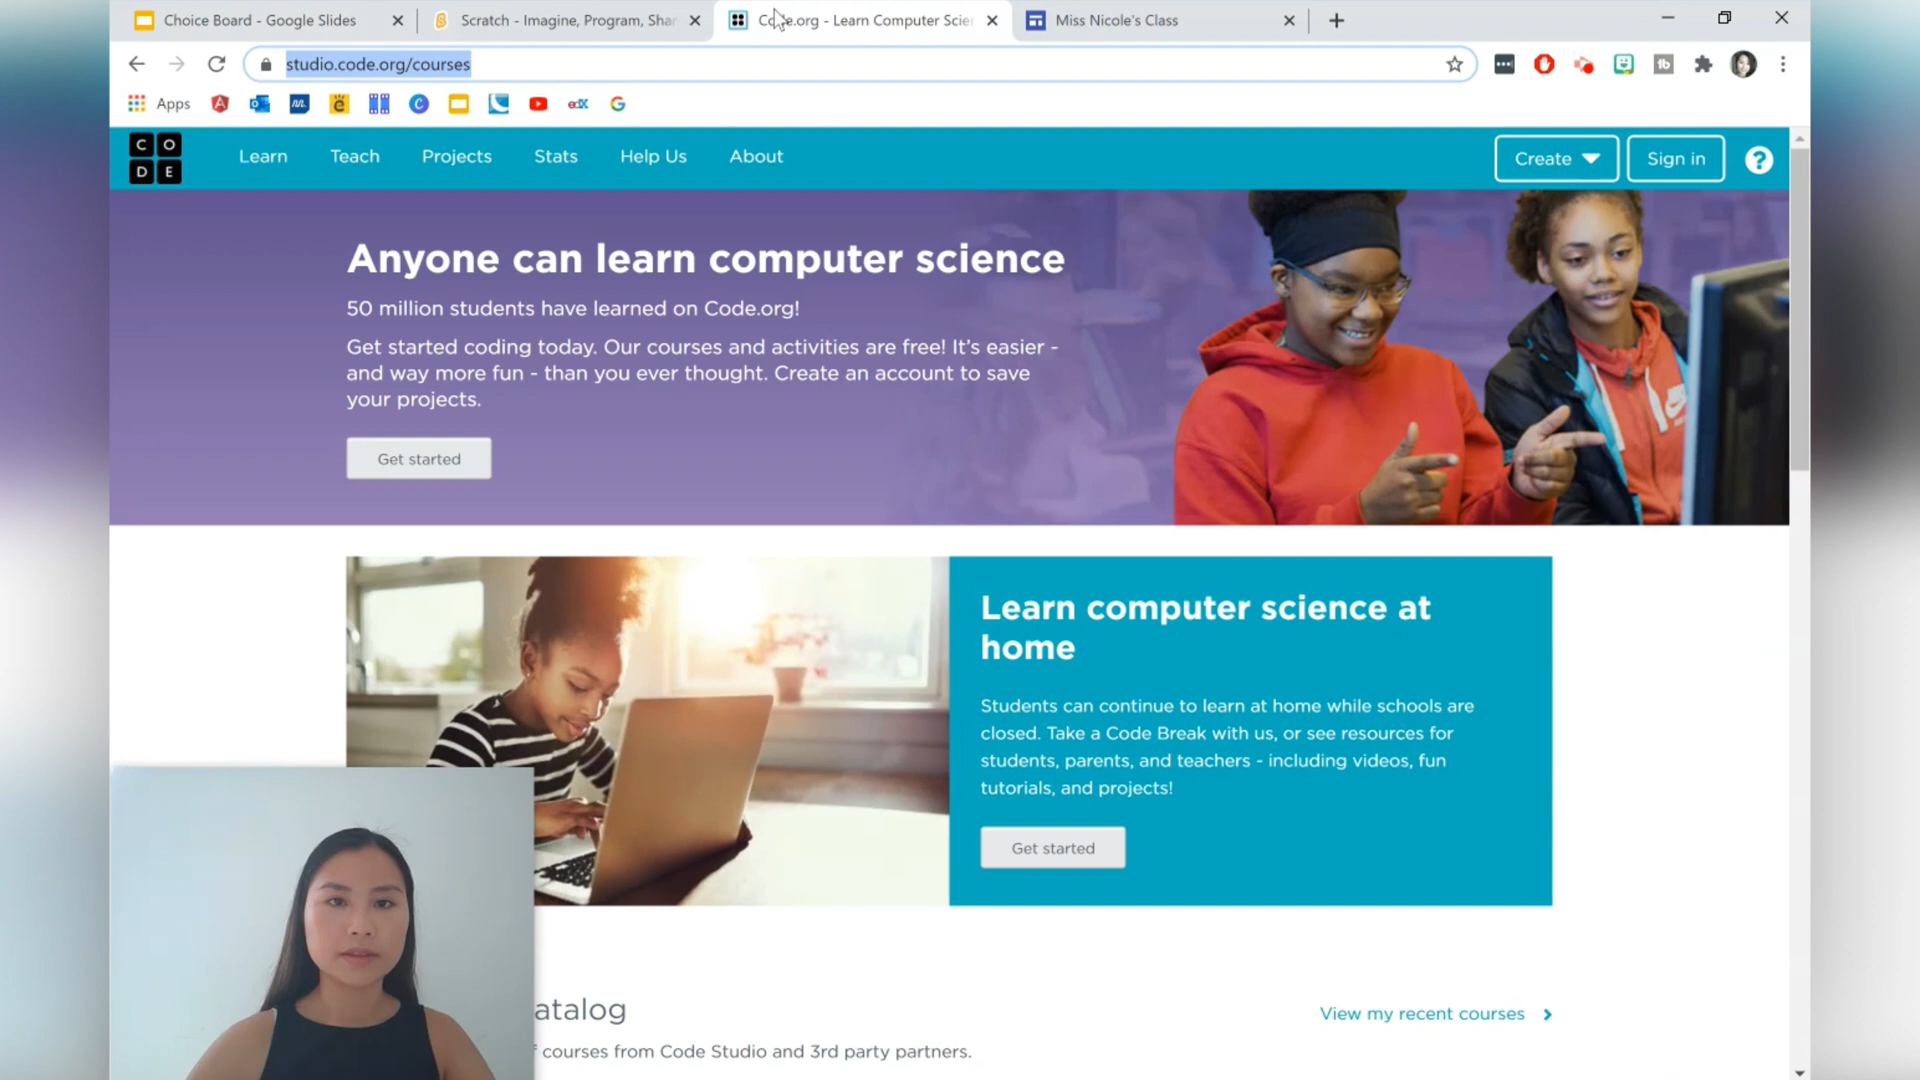 Choice Board - Google Slides
Scratch - Imagine, Program, Shar
Code.org - Learn Computer Scien
Miss Nicole's Class
studio.code.org/courses
Apps
edX
C O
D E
Learn
Teach
Projects
Stats
Help Us
About
Create
Sign in
?
Anyone can learn computer science
50 million students have learned on Code.org!
Get started coding today. Our courses and activities are free! It's easier -
and way more fun - than you ever thought. Create an account to save
your projects.
Get started
Learn computer science at
home
Students can continue to learn at home while schools are
closed. Take a Code Break with us, or see resources for
students, parents, and teachers - including videos, fun
tutorials, and projects!
Get started
atalog
View my recent courses
courses from Code Studio and 3rd party partners.